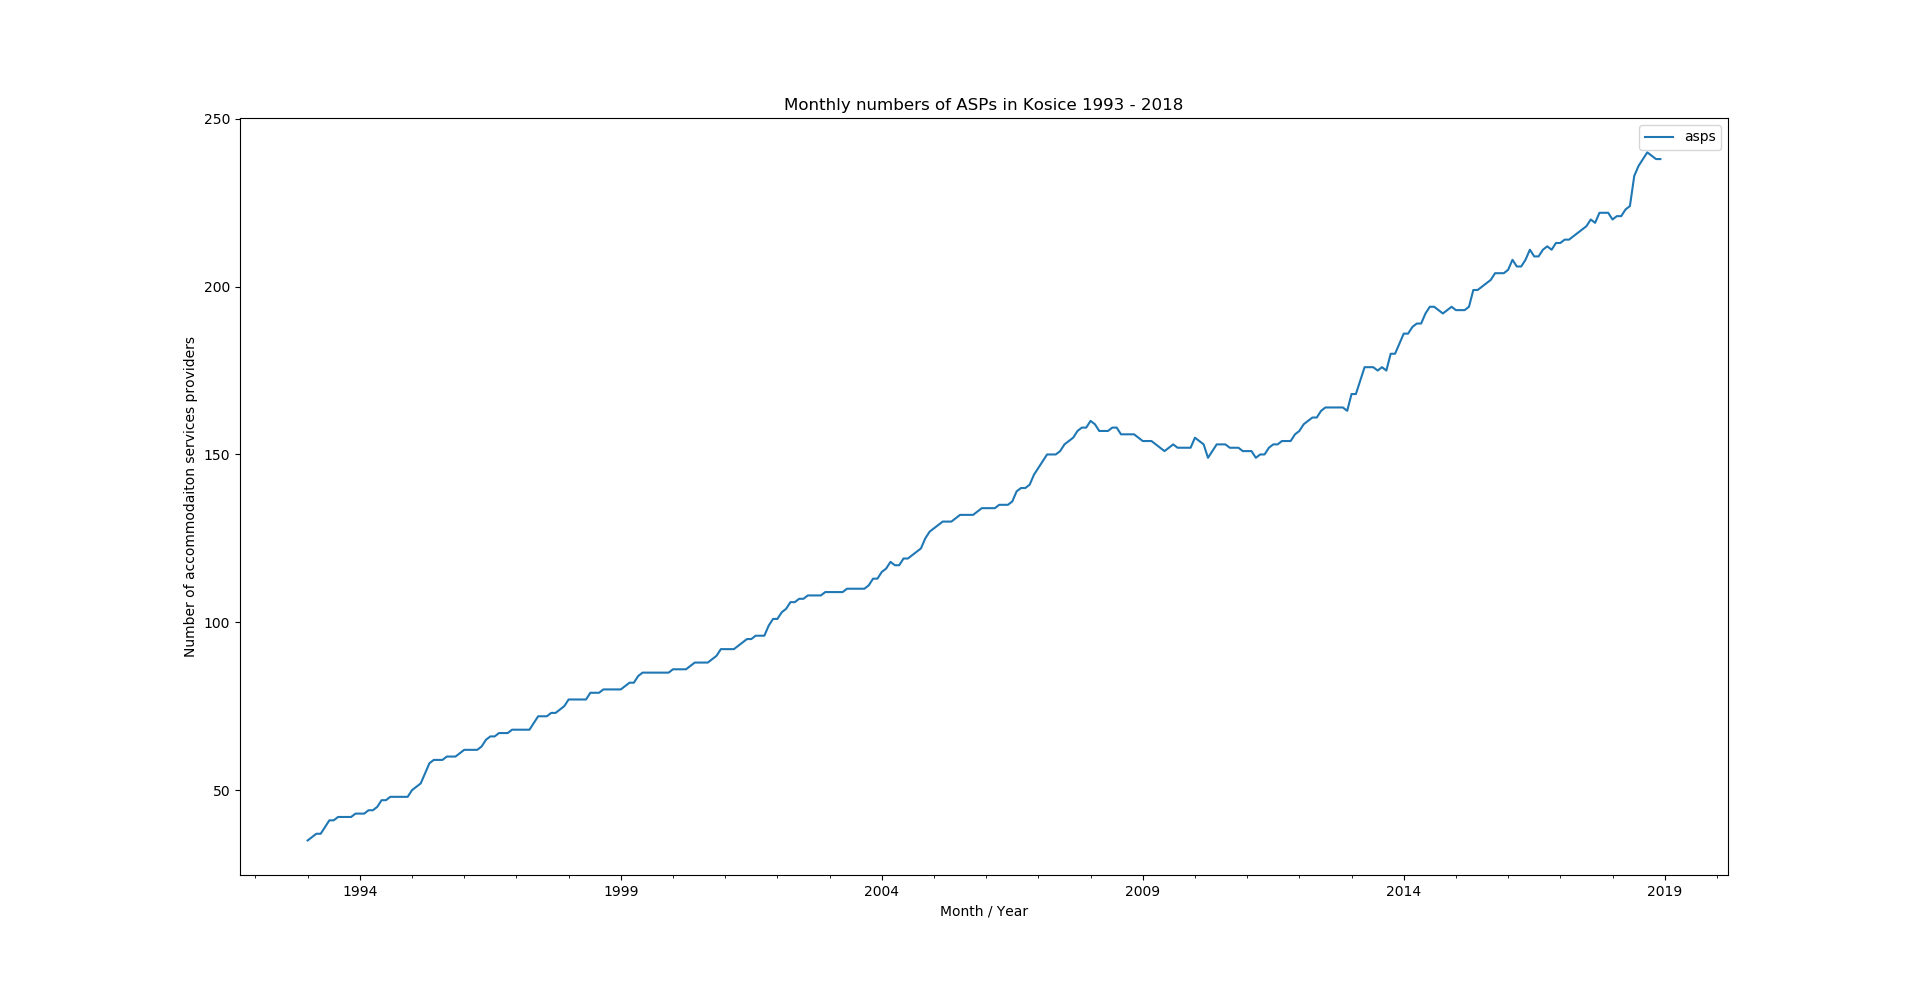 Monthly numbers of ASPs in Kosice 1993 - 2018
asps
250
200
150
100
50
Number of accommodaiton services providers
1994 1999 2004 2009 2014 2019
Month / Year